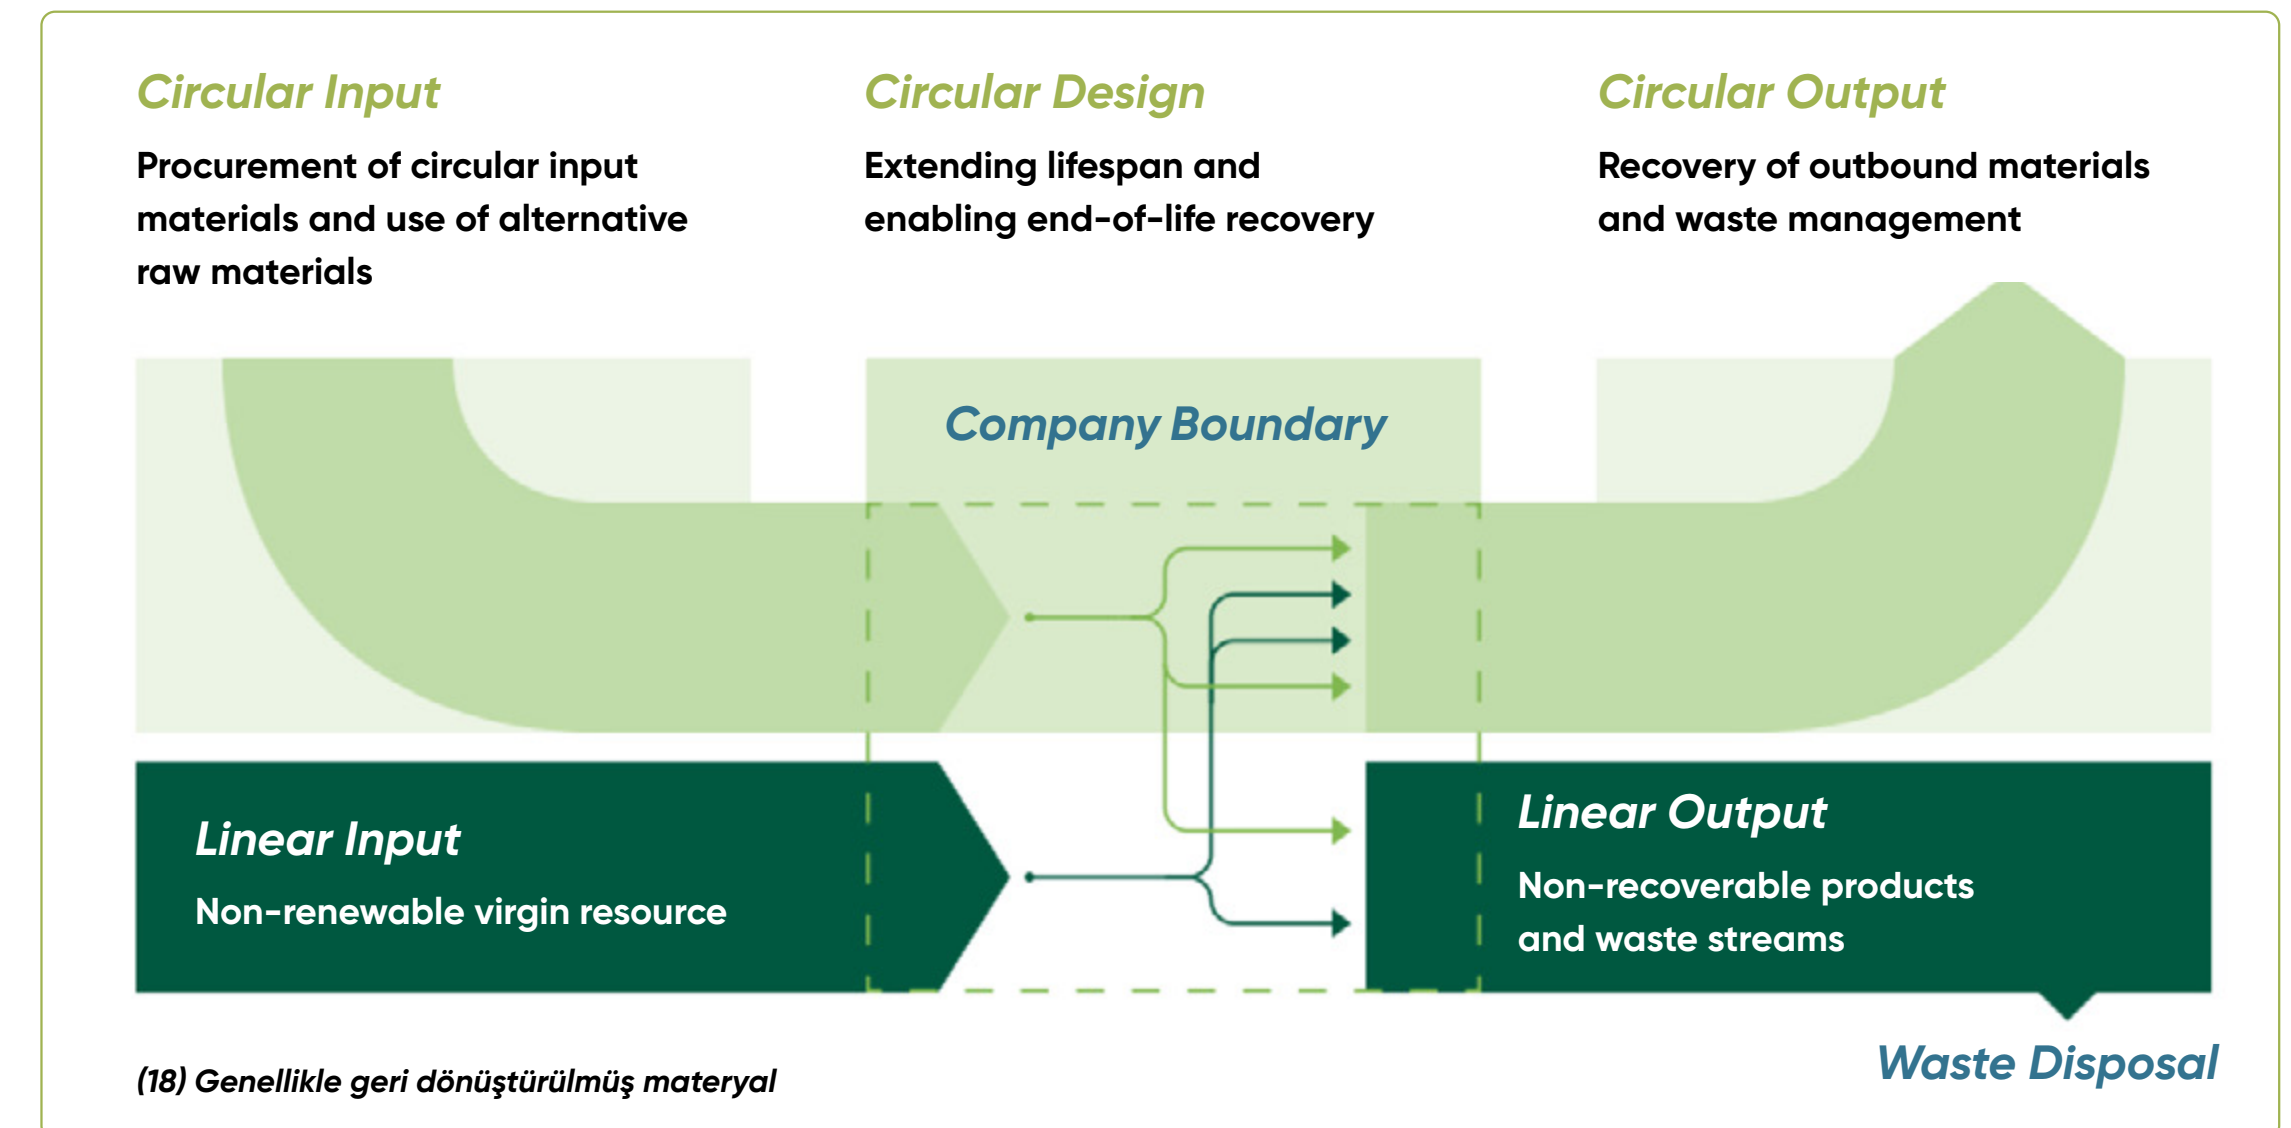 Circular Input
Procurement of circular input
materials and use of alternative
raw materials
Circular Design
Extending lifespan and
enabling end-of-life recovery
Circular Output
Recovery of outbound materials
and waste management
Company Boundary
Linear Input
Non-renewable virgin resource
Linear Output
Non-recoverable products
and waste streams
Waste Disposal
(18) Genellikle geri dönüştürülmüş materyal